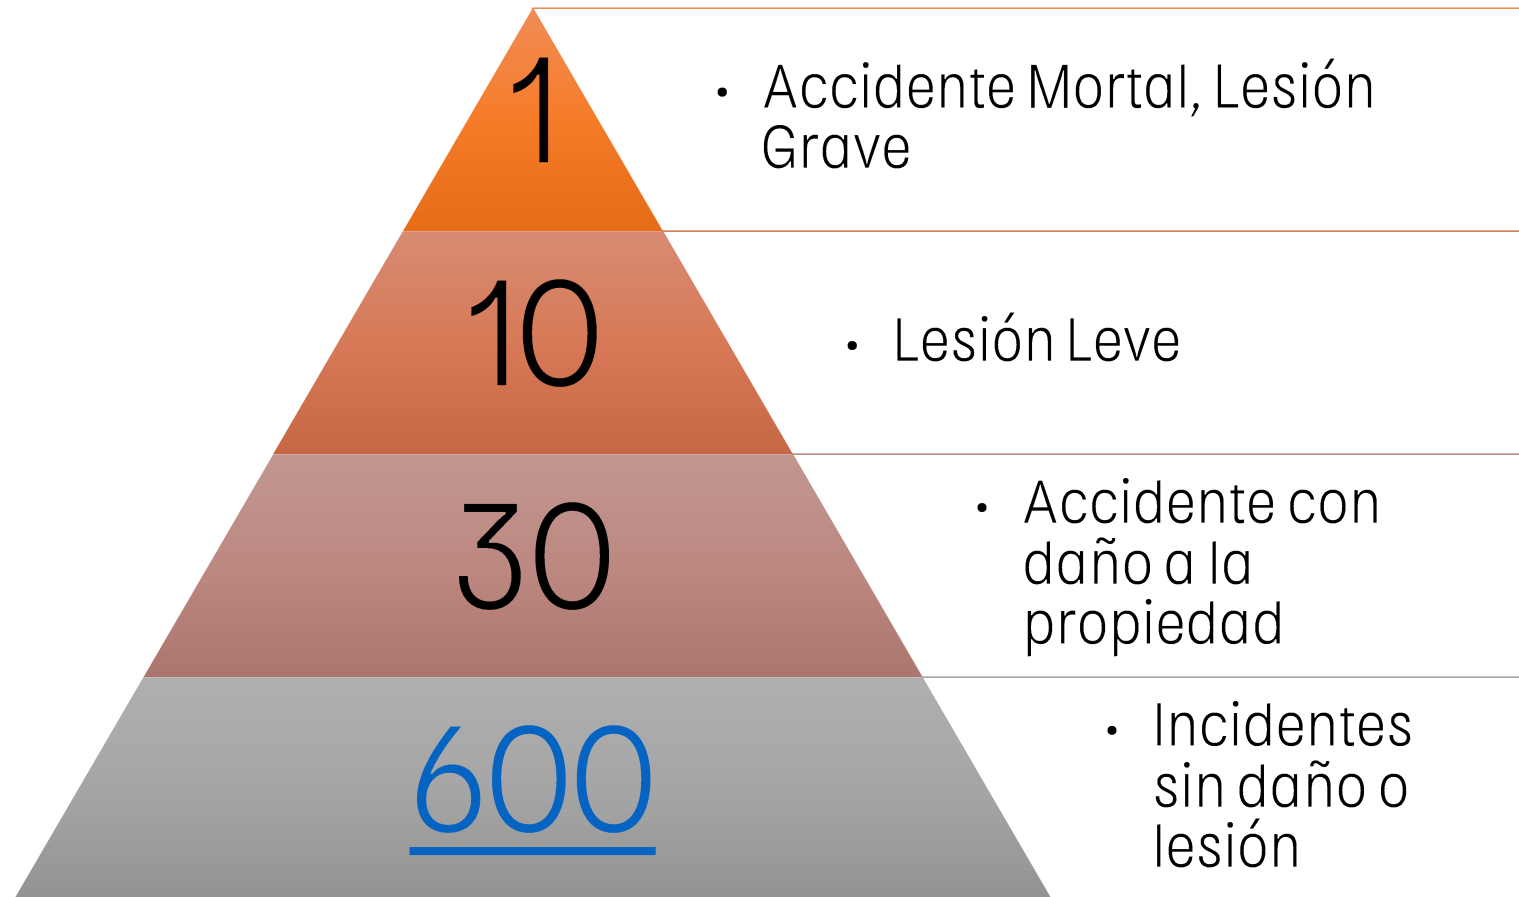 1
• Accidente Mortal, Lesión
Grave
10
• Lesión Leve
30
• Accidente con
daño a la
propiedad
600
• Incidentes
sin daño o
lesión